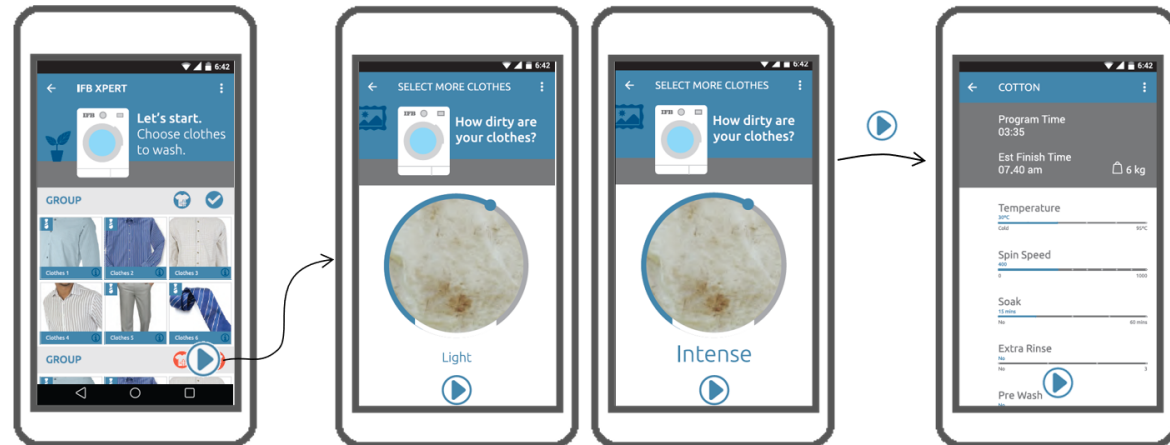 6:42
IFB XPERT
Let's start.
Choose clothes
to wash.
GROUP
Clothes 1
Clothes 2
Clothes 3
Clothes 4
Clothes 5
Clothes 6
GROUP
6:42
SELECT MORE CLOTHES
IFB
How dirty are
your clothes?
Light
6:42
SELECT MORE CLOTHES
IFB
How dirty are
your clothes?
Intense
6:42
COTTON
Program Time
03:35
Est Finish Time
07.40 am
6 kg
Temperature
30°C
Cold 95°C
Spin Speed
400
0 1000
Soak
15 mins
No 60 mins
Extra Rinse
No
No 3
Pre Wash
No